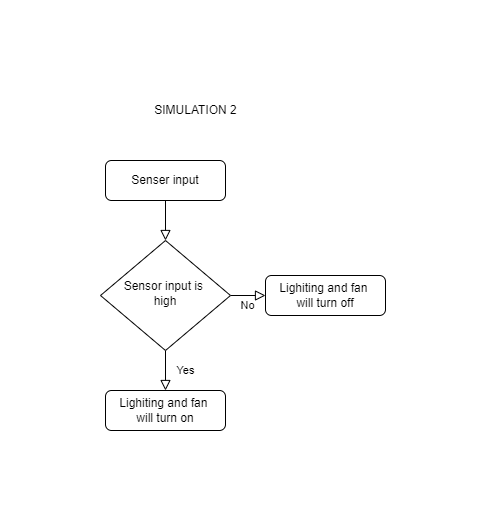 SIMULATION 2
Senser input
Sensor input is
high
No
Lighiting and fan
will turn off
Yes
Lighiting and fan
will turn on